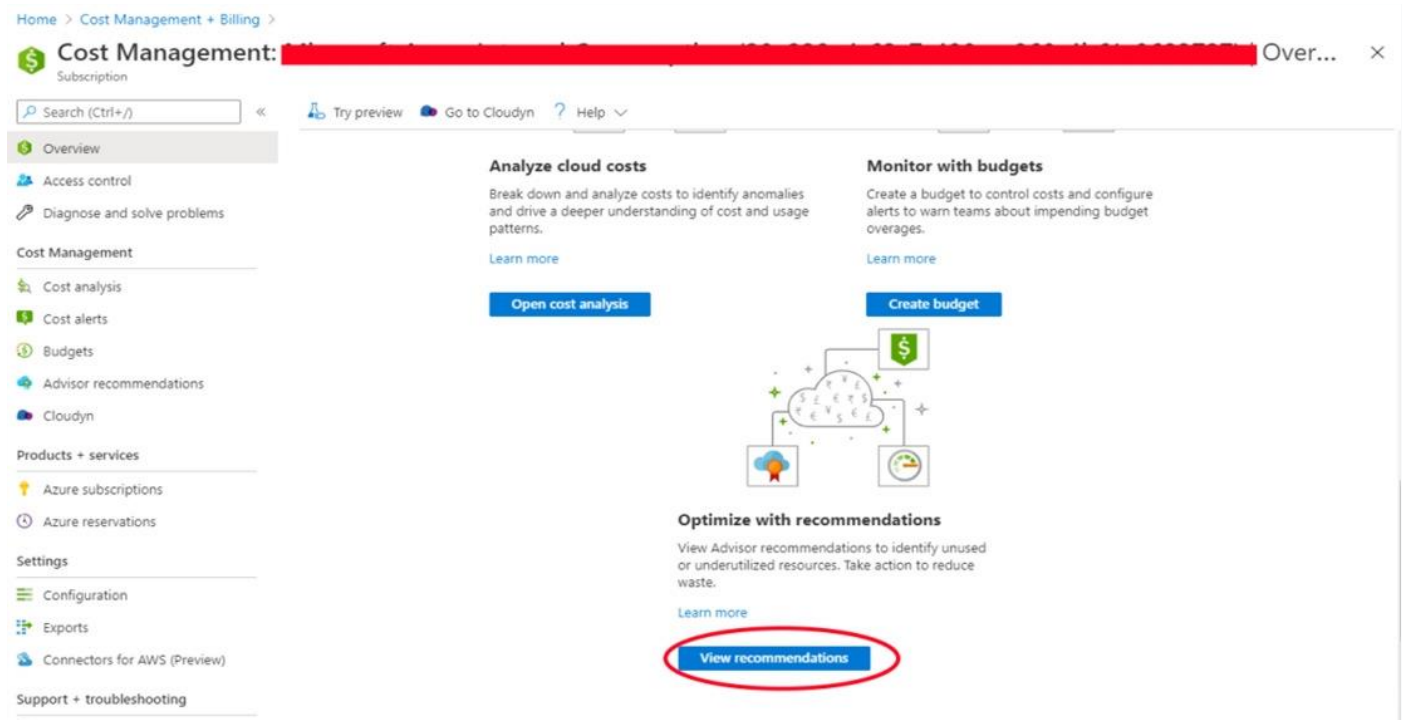 Home > Cost Management + Billing >
Cost Management:
Over... ×
Subscription
Search (Ctrl+/) «
Try preview Go to Cloudyn ? Help
Overview
Access control
Diagnose and solve problems
Cost Management
Cost analysis
Cost alerts
Budgets
Advisor recommendations
Cloudyn
Products + services
Azure subscriptions
Azure reservations
Settings
Configuration
Exports
Connectors for AWS (Preview)
Support + troubleshooting
Analyze cloud costs
Break down and analyze costs to identify anomalies
and drive a deeper understanding of cost and usage
patterns.
Learn more
Open cost analysis
Monitor with budgets
Create a budget to control costs and configure
alerts to warn teams about impending budget
overages.
Learn more
Create budget
Optimize with recommendations
View Advisor recommendations to identify unused
or underutilized resources. Take action to reduce
waste.
Learn more
View recommendations